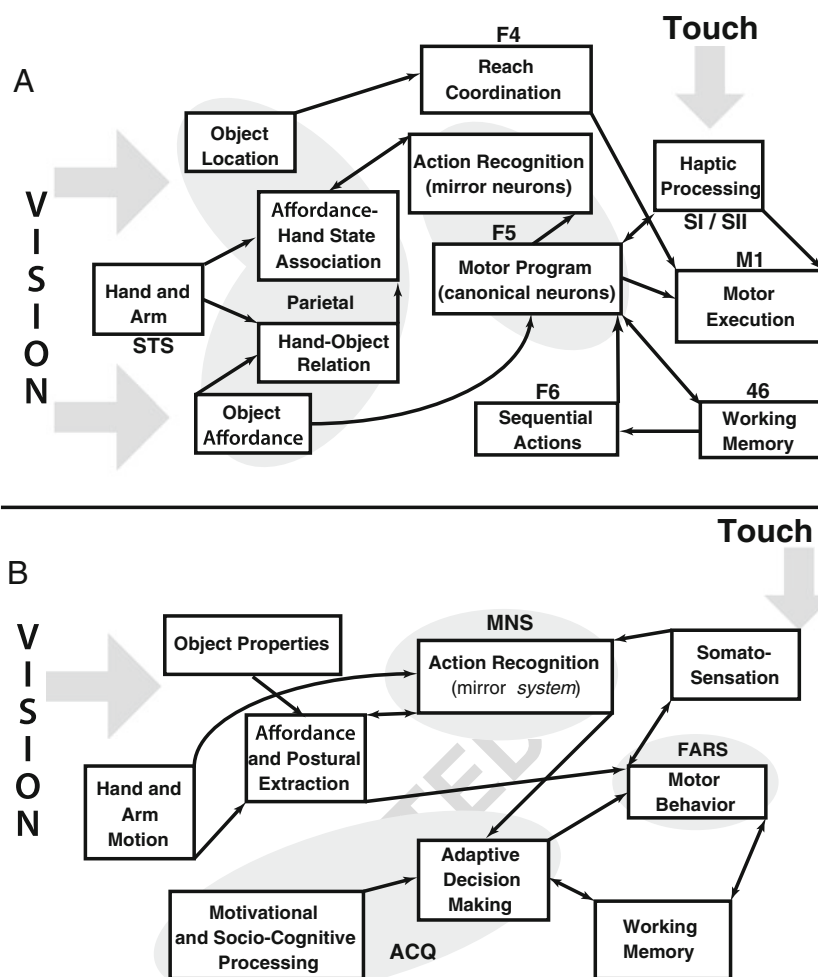 A
Touch
VISION
F4
Reach
Coordination
Object
Location
Action Recognition
(mirror neurons)
Haptic
Processing
SI / SII
Affordance-
Hand State
Association
F5
Motor Program
(canonical neurons)
M1
Motor
Execution
Hand and
Arm
STS
Parietal
Hand-Object
Relation
Object
Affordance
F6
Sequential
Actions
46
Working
Memory
Touch
B
VISION
Object Properties
MNS
Action Recognition
(mirror system)
Somato-
Sensation
Affordance
and Postural
Extraction
FARS
Motor
Behavior
Hand and
Arm
Motion
Adaptive
Decision
Making
Motivational
and Socio-Cognitive
Processing
ACQ
Working
Memory